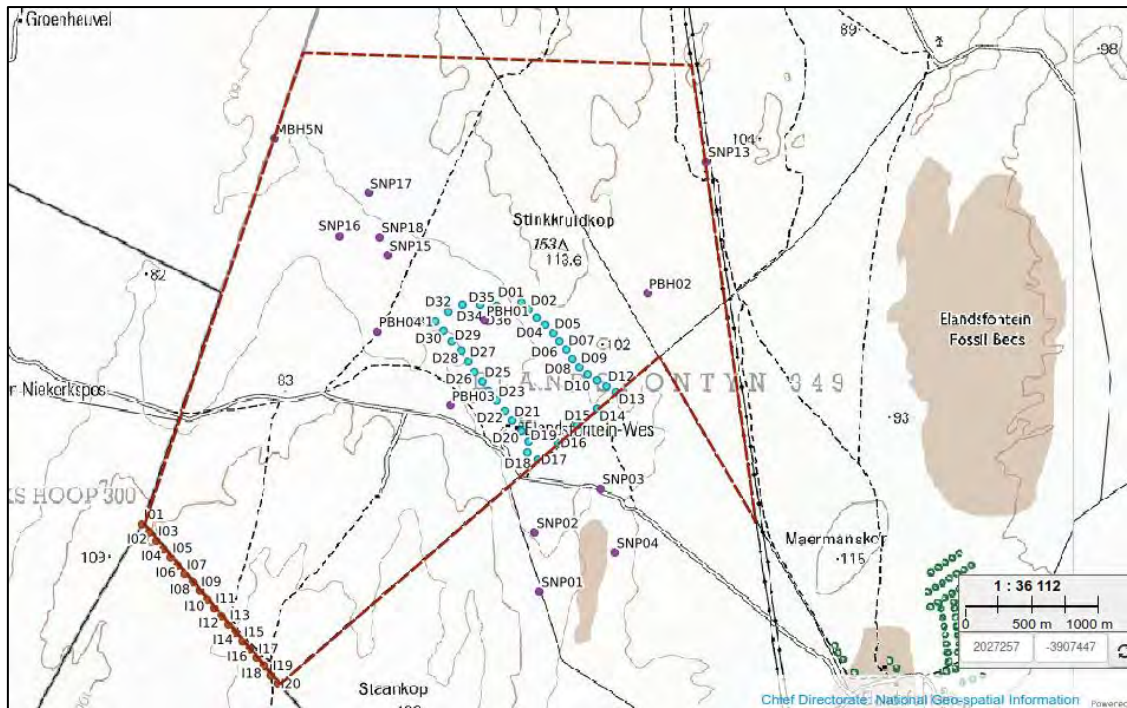 Groenheuvel
89
98
MBH5N
104
SNP13
SNP17
Stinkkruidkop
SNP16
SNP18
153A
113.6
SNP15
82
PBH02
D01
D35
D32
D02
PBH01
D34
D36
D05
D04
PBH04
D30
D29
D07
102
D06
D28
D27
D09
D08
D25
D26
D10
D12
349
83
D23
D13
PBH03
D14
D22
D21
D15
Elandsfontein-Wes
D20
D19
D16
D18
D17
Elandsfontein
Fossil Beds
93
SNP03
KS HOOP 300
I01
I03
I02
I04
I05
I06
I07
I08
I09
I10
I11
I12
I13
I14
I15
I16
I17
I18
I19
I20
109
SNP02
SNP04
SNP01
Maermanskop
115
1 : 36 112
0 500 m 1000 m
2027257 -3907447
Staankop
Chief Directorate: National Geo-spatial Information
Powered